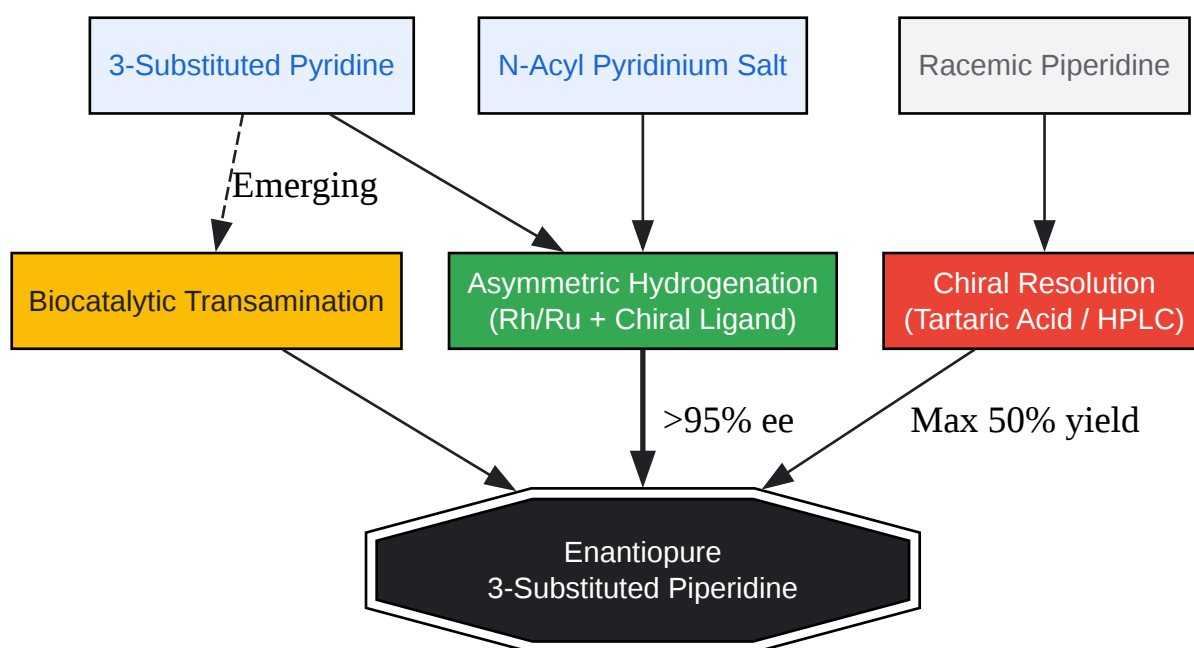 3-Substituted Pyridine
N-Acyl Pyridinium Salt
Racemic Piperidine
Emerging
Biocatalytic Transamination
Asymmetric Hydrogenation
(Rh/Ru + Chiral Ligand)
Chiral Resolution
(Tartaric Acid / HPLC)
>95% ee
Max 50% yield
Enantiopure
3-Substituted Piperidine